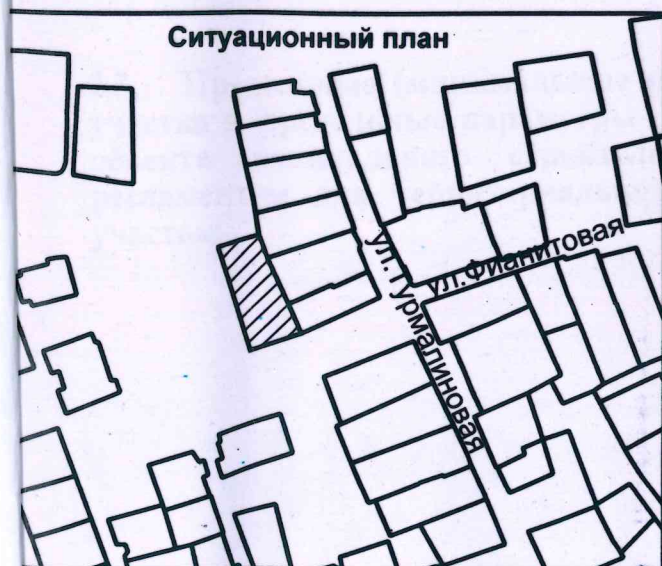 Ситуационный план
ул.Фианитовая
ул.Турмалиновая